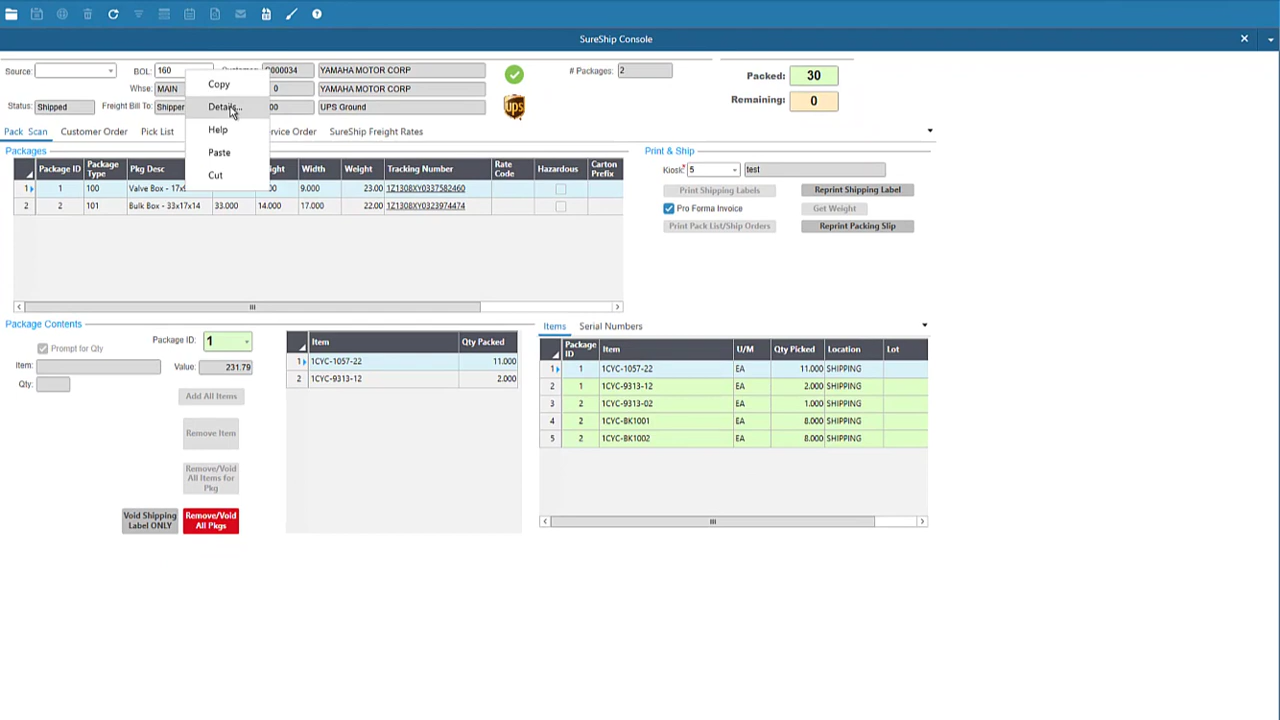 SureShip Console
Source: BOL: 160 Customer: C000034 YAMAHA MOTOR CORP # Packages: 2 Packed: 30
Whse: MAIN 0 YAMAHA MOTOR CORP
Status: Shipped Freight Bill To: Shipper 00 UPS Ground ups Remaining: 0
Copy
Details...
Help
Paste
Cut
Pack Scan Customer Order Pick List rvice Order SureShip Freight Rates
Packages
Package ID Package Type Pkg Desc ight Width Weight Tracking Number Rate Code Hazardous Carton Prefix
1 1 100 Valve Box - 17x9 00 9.000 23.00 1Z1308XY0337582460
2 2 101 Bulk Box - 33x17x14 33.000 14.000 17.000 22.00 1Z1308XY0323974474
Print & Ship
Kiosk: 5 test
Print Shipping Labels Reprint Shipping Label
Pro Forma Invoice Get Weight
Print Pack List/Ship Orders Reprint Packing Slip
Package Contents
Prompt for Qty Package ID: 1
Item: Value: 231.79
Qty:
Add All Items
Remove Item
Remove/Void
All Items for
Pkg
Void Shipping
Label ONLY
Remove/Void
All Pkgs
Item Qty Packed
1 1CYC-1057-22 11.000
2 1CYC-9313-12 2.000
Items Serial Numbers
Package ID Item U/M Qty Picked Location Lot
1 1 1CYC-1057-22 EA 11.000 SHIPPING
2 1 1CYC-9313-12 EA 2.000 SHIPPING
3 2 1CYC-9313-02 EA 1.000 SHIPPING
4 2 1CYC-BK1001 EA 8.000 SHIPPING
5 2 1CYC-BK1002 EA 8.000 SHIPPING